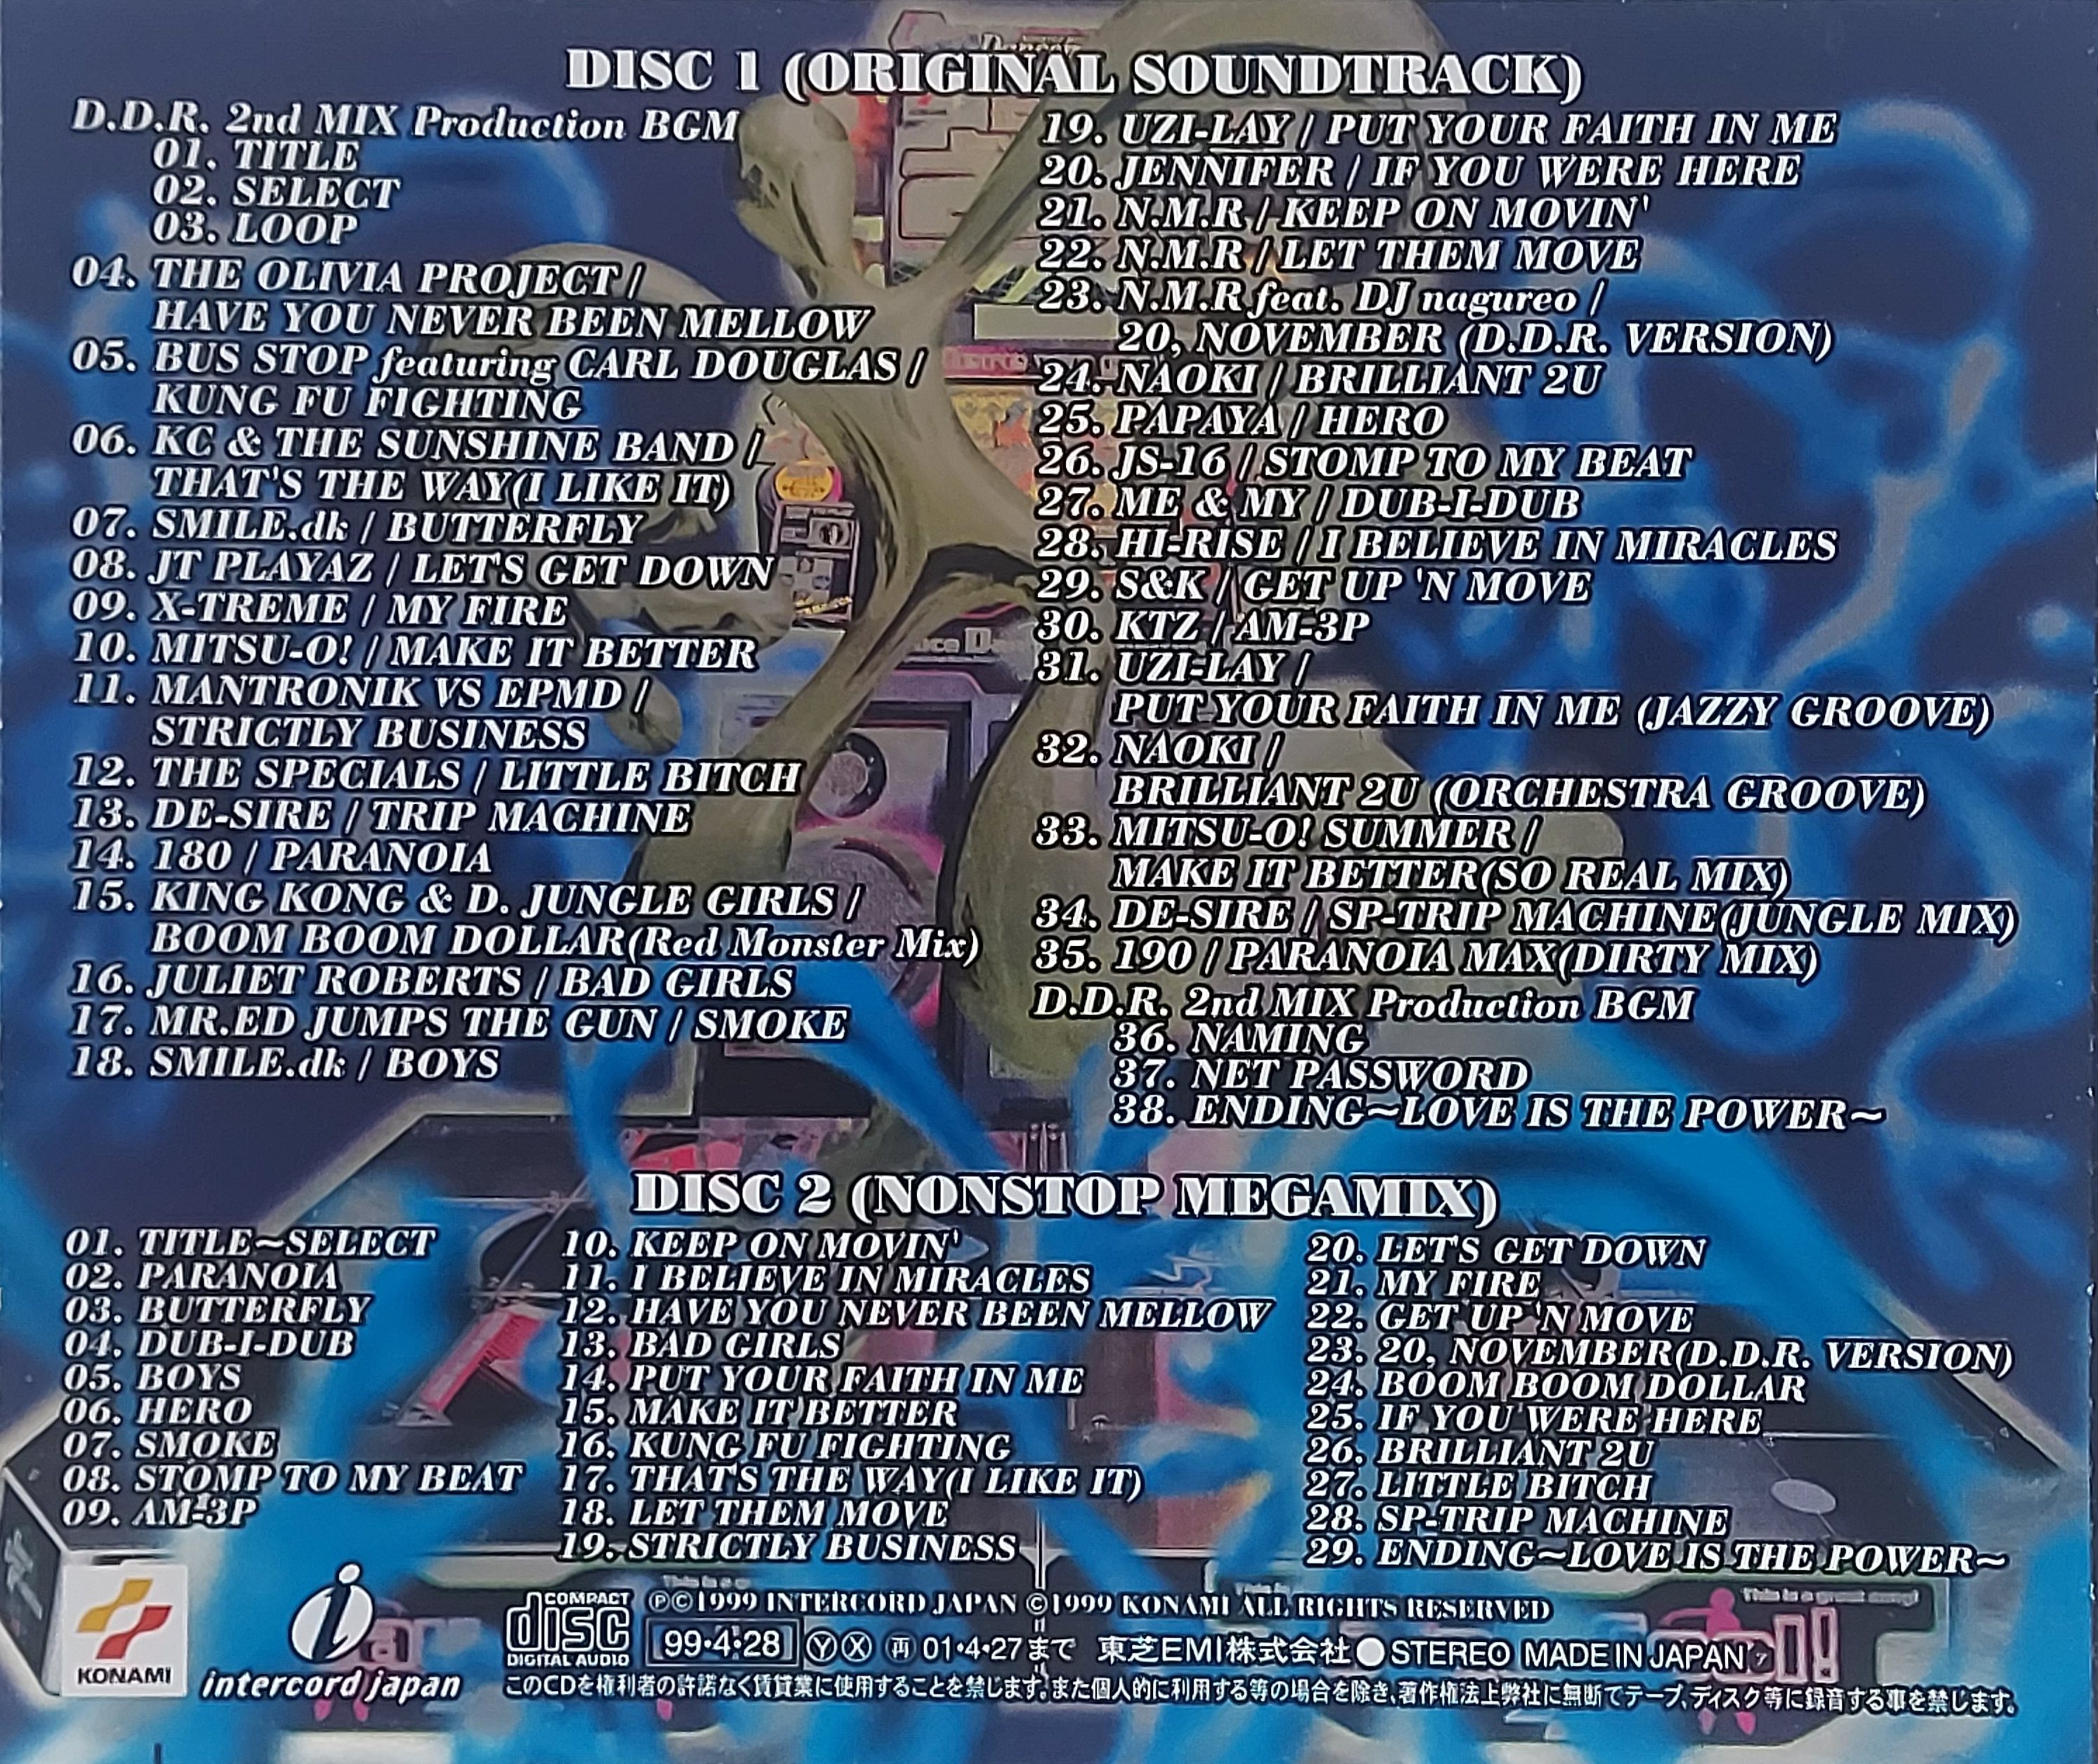 DISC 1 (ORIGINAL SOUNDTRACK)
D.D.R. 2nd MIX Production BGM
01. TITLE
02. SELECT
03. LOOP
04. THE OLIVIA PROJECT /
HAVE YOU NEVER BEEN MELLOW
05. BUS STOP featuring CARL DOUGLAS /
KUNG FU FIGHTING
06. KC & THE SUNSHINE BAND /
THAT'S THE WAY(I LIKE IT)
07. SMILE.dk / BUTTERFLY
08. JT PLAYAZ / LET'S GET DOWN
09. X-TREME / MY FIRE
10. MITSU-O! / MAKE IT BETTER
11. MANTRONIK VS EPMD /
STRICTLY BUSINESS
12. THE SPECIALS / LITTLE BITCH
13. DE-SIRE / TRIP MACHINE
14. 180 / PARANOIA
15. KING KONG & D. JUNGLE GIRLS /
BOOM BOOM DOLLAR(Red Monster Mix)
16. JULIET ROBERTS / BAD GIRLS
17. MR.ED JUMPS THE GUN / SMOKE
18. SMILE.dk / BOYS
19. UZI-LAY / PUT YOUR FAITH IN ME
20. JENNIFER / IF YOU WERE HERE
21. N.M.R / KEEP ON MOVIN'
22. N.M.R / LET THEM MOVE
23. N.M.R feat. DJ nagureo /
20, NOVEMBER (D.D.R. VERSION)
24. NAOKI / BRILLIANT 2U
25. PAPAYA / HERO
26. JS-16 / STOMP TO MY BEAT
27. ME & MY / DUB-I-DUB
28. HI-RISE / I BELIEVE IN MIRACLES
29. S&K / GET UP 'N MOVE
30. KTZ / AM-3P
31. UZI-LAY /
PUT YOUR FAITH IN ME (JAZZY GROOVE)
32. NAOKI /
BRILLIANT 2U (ORCHESTRA GROOVE)
33. MITSU-O! SUMMER /
MAKE IT BETTER(SO REAL MIX)
34. DE-SIRE / SP-TRIP MACHINE(JUNGLE MIX)
35. 190 / PARANOIA MAX(DIRTY MIX)
D.D.R. 2nd MIX Production BGM
36. NAMING
37. NET PASSWORD
38. ENDING~LOVE IS THE POWER~
DISC 2 (NONSTOP MEGAMIX)
01. TITLE~SELECT
02. PARANOIA
03. BUTTERFLY
04. DUB-I-DUB
05. BOYS
06. HERO
07. SMOKE
08. STOMP TO MY BEAT
09. AM-3P
10. KEEP ON MOVIN'
11. I BELIEVE IN MIRACLES
12. HAVE YOU NEVER BEEN MELLOW
13. BAD GIRLS
14. PUT YOUR FAITH IN ME
15. MAKE IT BETTER
16. KUNG FU FIGHTING
17. THAT'S THE WAY(I LIKE IT)
18. LET THEM MOVE
19. STRICTLY BUSINESS
20. LET'S GET DOWN
21. MY FIRE
22. GET UP 'N MOVE
23. 20, NOVEMBER(D.D.R. VERSION)
24. BOOM BOOM DOLLAR
25. IF YOU WERE HERE
26. BRILLIANT 2U
27. LITTLE BITCH
28. SP-TRIP MACHINE
29. ENDING~LOVE IS THE POWER~
KONAMI
intercord japan
COMPACT disc DIGITAL AUDIO
℗©1999 INTERCORD JAPAN ©1999 KONAMI ALL RIGHTS RESERVED
99・4・28 Ⓨ Ⓧ 再 01・4・27まで 東芝EMI株式会社 ● STEREO MADE IN JAPAN
このCDを権利者の許諾なく賃貸業に使用することを禁じます。また個人的に利用する等の場合を除き、著作権法上弊社に無断でテープ、ディスク等に録音する事を禁じます。